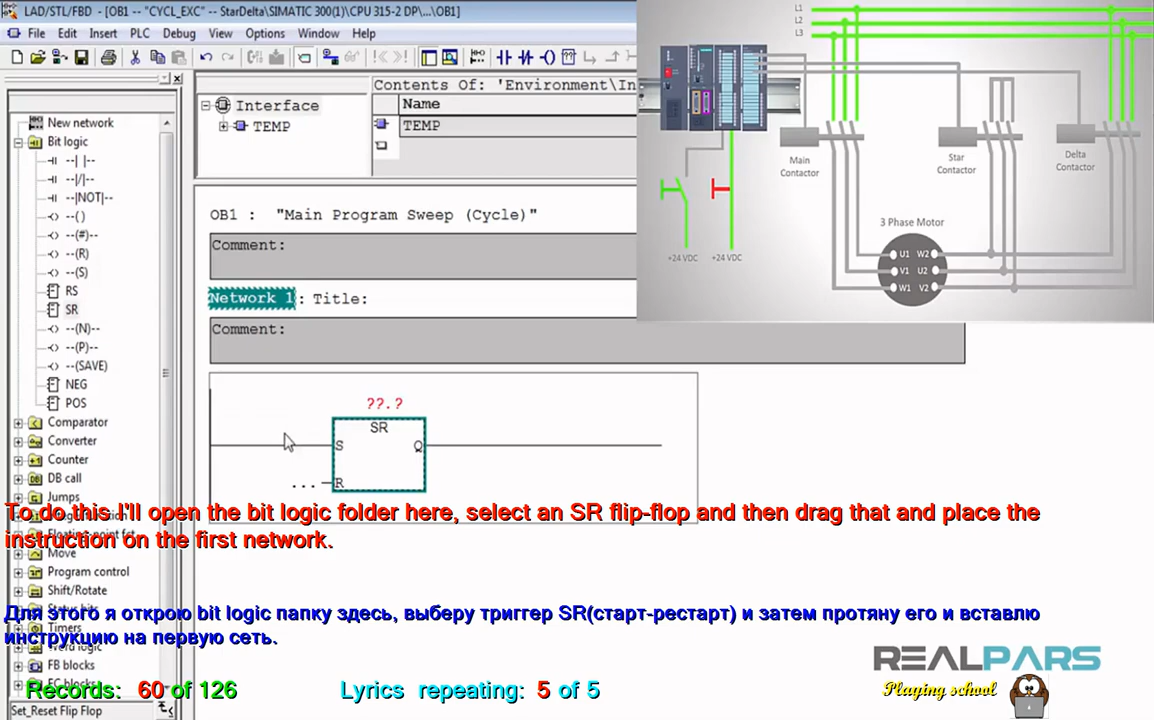 LAD/STL/FBD - [OB1 -- "CYCL_EXC" -- StarDelta\SIMATIC 300(1)\CPU 315-2 DP\...\OB1]
File Edit Insert PLC Debug View Options Window Help
New network
Bit logic
--| |--
--|/|--
--|NOT|--
--( )
--(#)--
--(R)
--(S)
RS
SR
--(N)--
--(P)--
--(SAVE)
NEG
POS
Comparator
Converter
Counter
DB call
Jumps
Move
Program control
Shift/Rotate
Timers
FB blocks
Set_Reset Flip Flop
Interface
TEMP
Contents Of: 'Environment\In
Name
TEMP
OB1 : "Main Program Sweep (Cycle)"
Comment:
Network 1: Title:
Comment:
??.?
SR
S Q
... R
L1
L2
L3
Main Contactor
Star Contactor
Delta Contactor
3 Phase Motor
U1 W2
V1 U2
W1 V2
+24 VDC +24 VDC
To do this I'll open the bit logic folder here, select an SR flip-flop and then drag that and place the
instruction on the first network.
Для этого я открою bit logic папку здесь, выберу триггер SR(старт-рестарт) и затем протяну его и вставлю
инструкцию на первую сеть.
REALPARS
Playing school
Records: 60 of 126 Lyrics repeating: 5 of 5